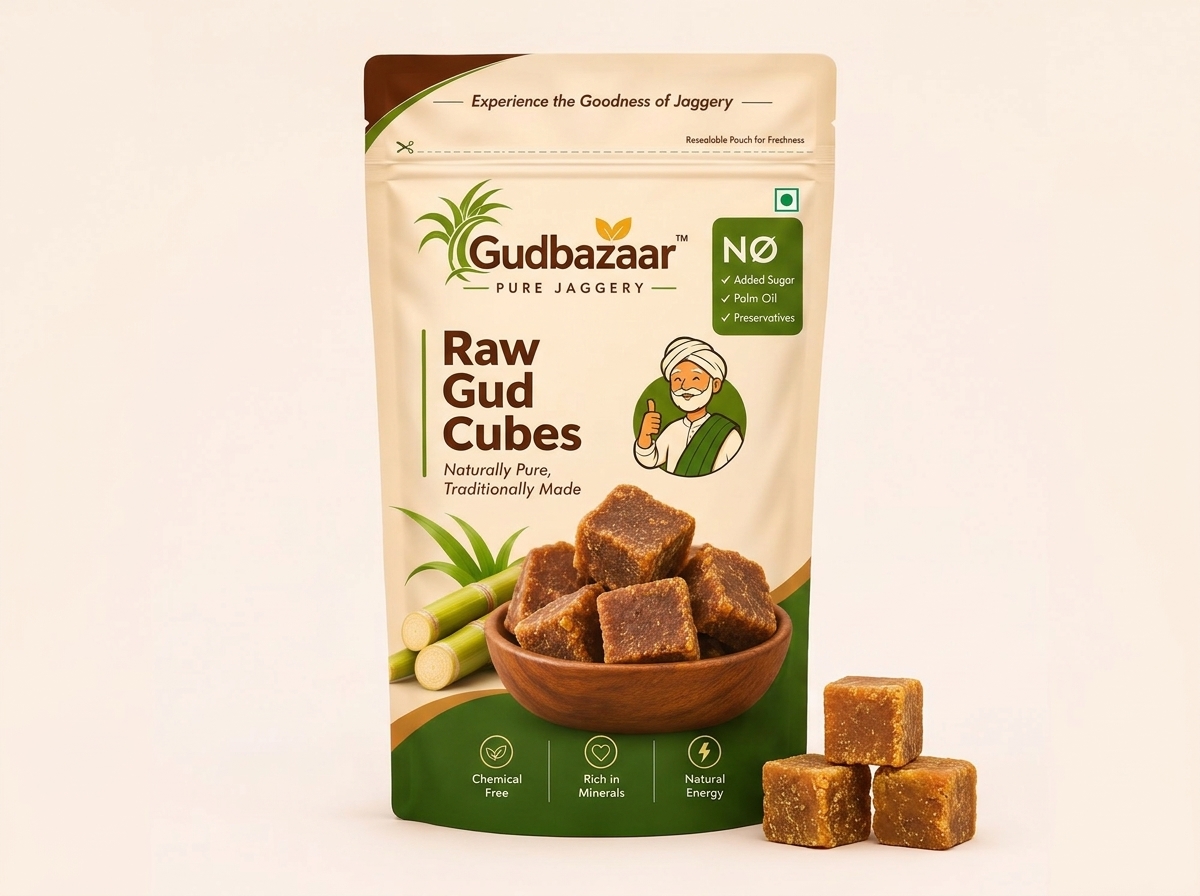 Experience the Goodness of Jaggery
Resealable Pouch for Frechness
Gudbazaar™
PURE JAGGERY
NØ
✓ Added Sugar
✓ Palm Oil
✓ Preservatives
Raw
Gud
Cubes
Naturally Pure,
Traditionally Made
Chemical
Free
Rich in
Minerals
Natural
Energy